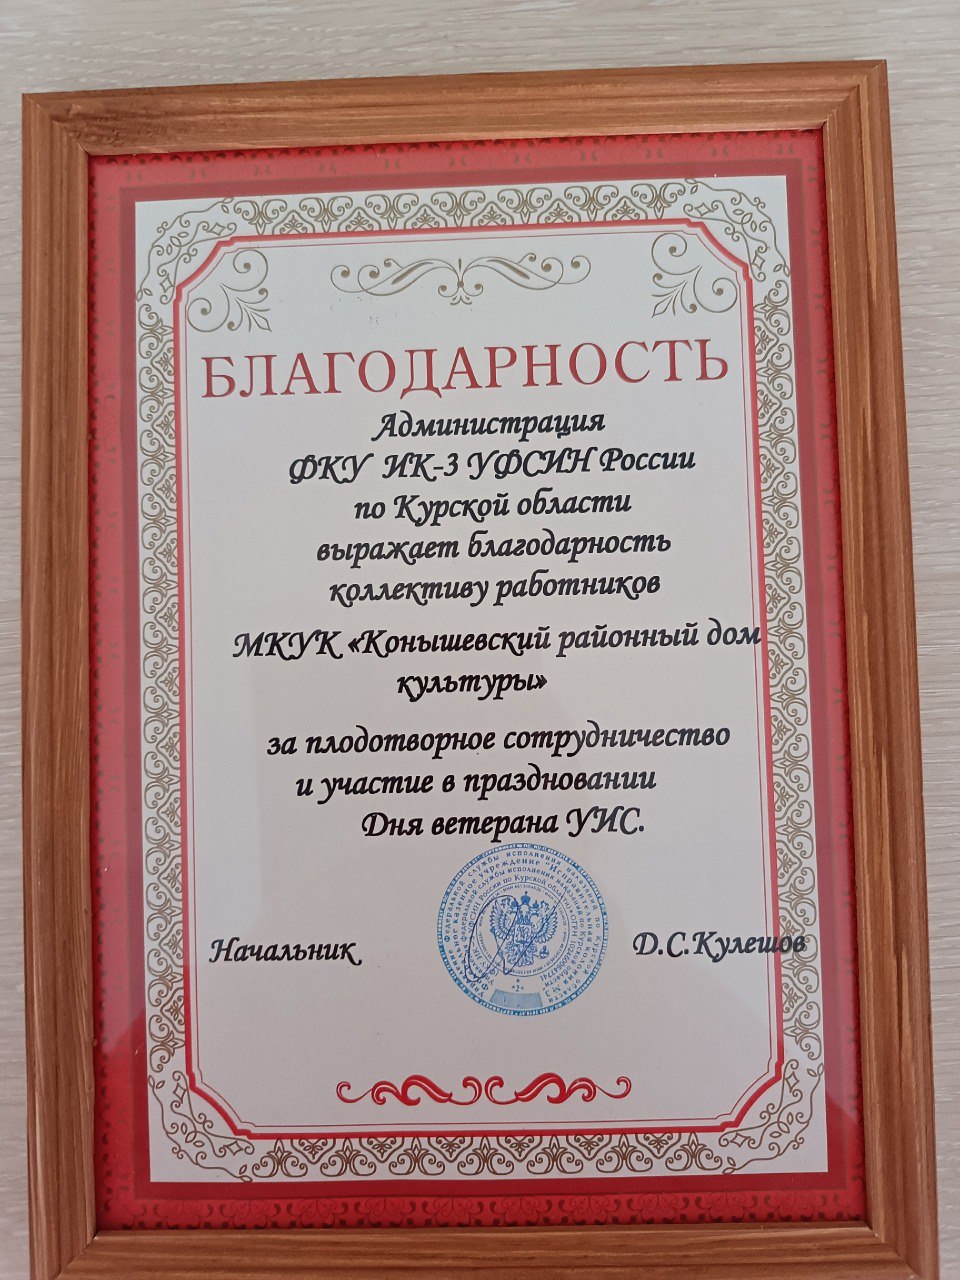 БЛАГОДАРНОСТЬ
Администрация
ФКУ ИК-3 УФСИН России
по Курской области
выражает благодарность
коллективу работников
МКУК «Конышевский районный дом
культуры»
за плодотворное сотрудничество
и участие в праздновании
Дня ветерана УИС.
Начальник
Д.С.Кулешов